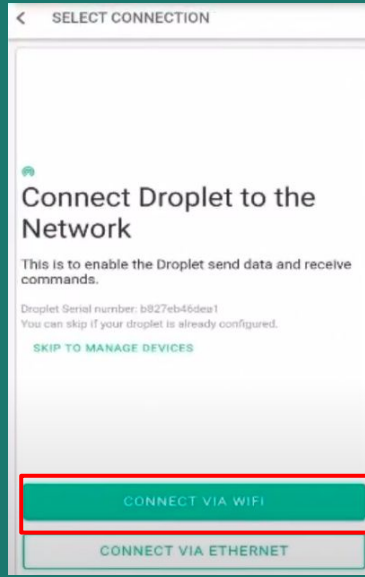 SELECT CONNECTION
Connect Droplet to the
Network
This is to enable the Droplet send data and receive
commands.
Droplet Serial number: b827eb46dea1
You can skip if your droplet is already configured.
SKIP TO MANAGE DEVICES
CONNECT VIA WIFI
CONNECT VIA ETHERNET